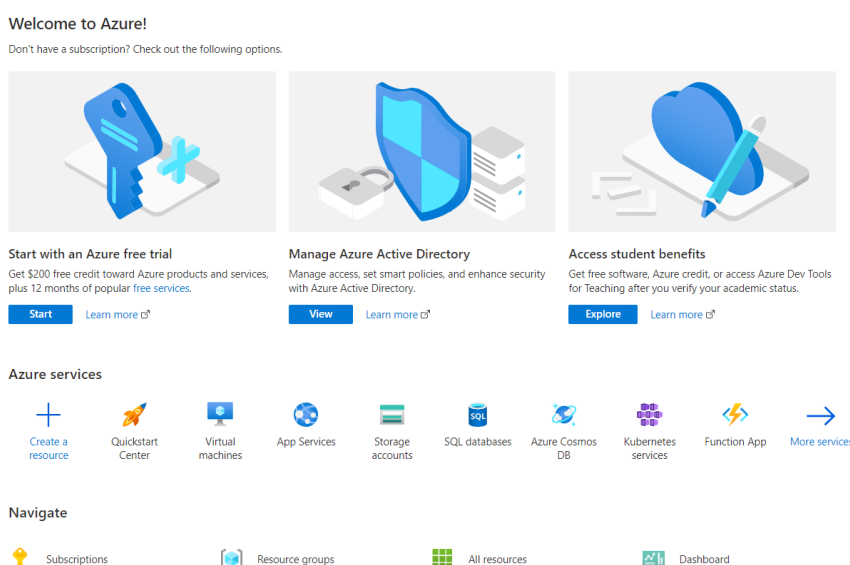 Welcome to Azure!
Don't have a subscription? Check out the following options.
Start with an Azure free trial
Get $200 free credit toward Azure products and services,
plus 12 months of popular free services.
Start Learn more
Manage Azure Active Directory
Manage access, set smart policies, and enhance security
with Azure Active Directory.
View Learn more
Access student benefits
Get free software, Azure credit, or access Azure Dev Tools
for Teaching after you verify your academic status.
Explore Learn more
Azure services
Create a
resource
Quickstart
Center
Virtual
machines
App Services
Storage
accounts
SQL
SQL databases
Azure Cosmos
DB
Kubernetes
services
Function App
More services
Navigate
Subscriptions
Resource groups
All resources
Dashboard